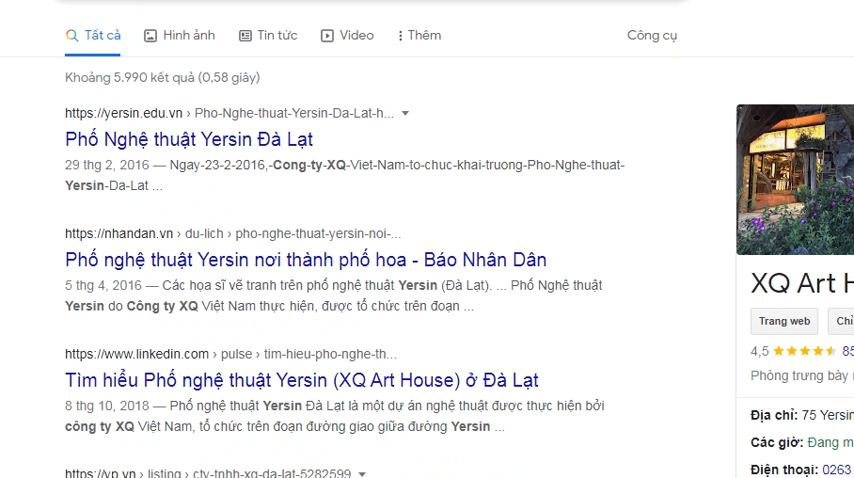 Tất cả Hình ảnh Tin tức Video Thêm Công cụ
Khoảng 5.990 kết quả (0,58 giây)
https://yersin.edu.vn › Pho-Nghe-thuat-Yersin-Da-Lat-h...
Phố Nghệ thuật Yersin Đà Lạt
29 thg 2, 2016 — Ngay-23-2-2016,-Cong-ty-XQ-Viet-Nam-to-chuc-khai-truong-Pho-Nghe-thuat-
Yersin-Da-Lat ...
https://nhandan.vn › du-lich › pho-nghe-thuat-yersin-noi-...
Phố nghệ thuật Yersin nơi thành phố hoa - Báo Nhân Dân
5 thg 4, 2016 — Các họa sĩ vẽ tranh trên phố nghệ thuật Yersin (Đà Lạt). ... Phố Nghệ thuật
Yersin do Công ty XQ Việt Nam thực hiện, được tổ chức trên đoạn ...
https://www.linkedin.com › pulse › tim-hieu-pho-nghe-th...
Tìm hiểu Phố nghệ thuật Yersin (XQ Art House) ở Đà Lạt
8 thg 10, 2018 — Phố nghệ thuật Yersin Đà Lạt là một dự án nghệ thuật được thực hiện bởi
công ty XQ Việt Nam, tổ chức trên đoạn đường giao giữa đường Yersin ...
https://yp.vn › listing › cty-tnhh-xq-da-lat-5282599
XQ Art H
Trang web Chỉ
4,5 85
Phòng trưng bày
Địa chỉ: 75 Yersin
Các giờ: Đang m
Điện thoại: 0263